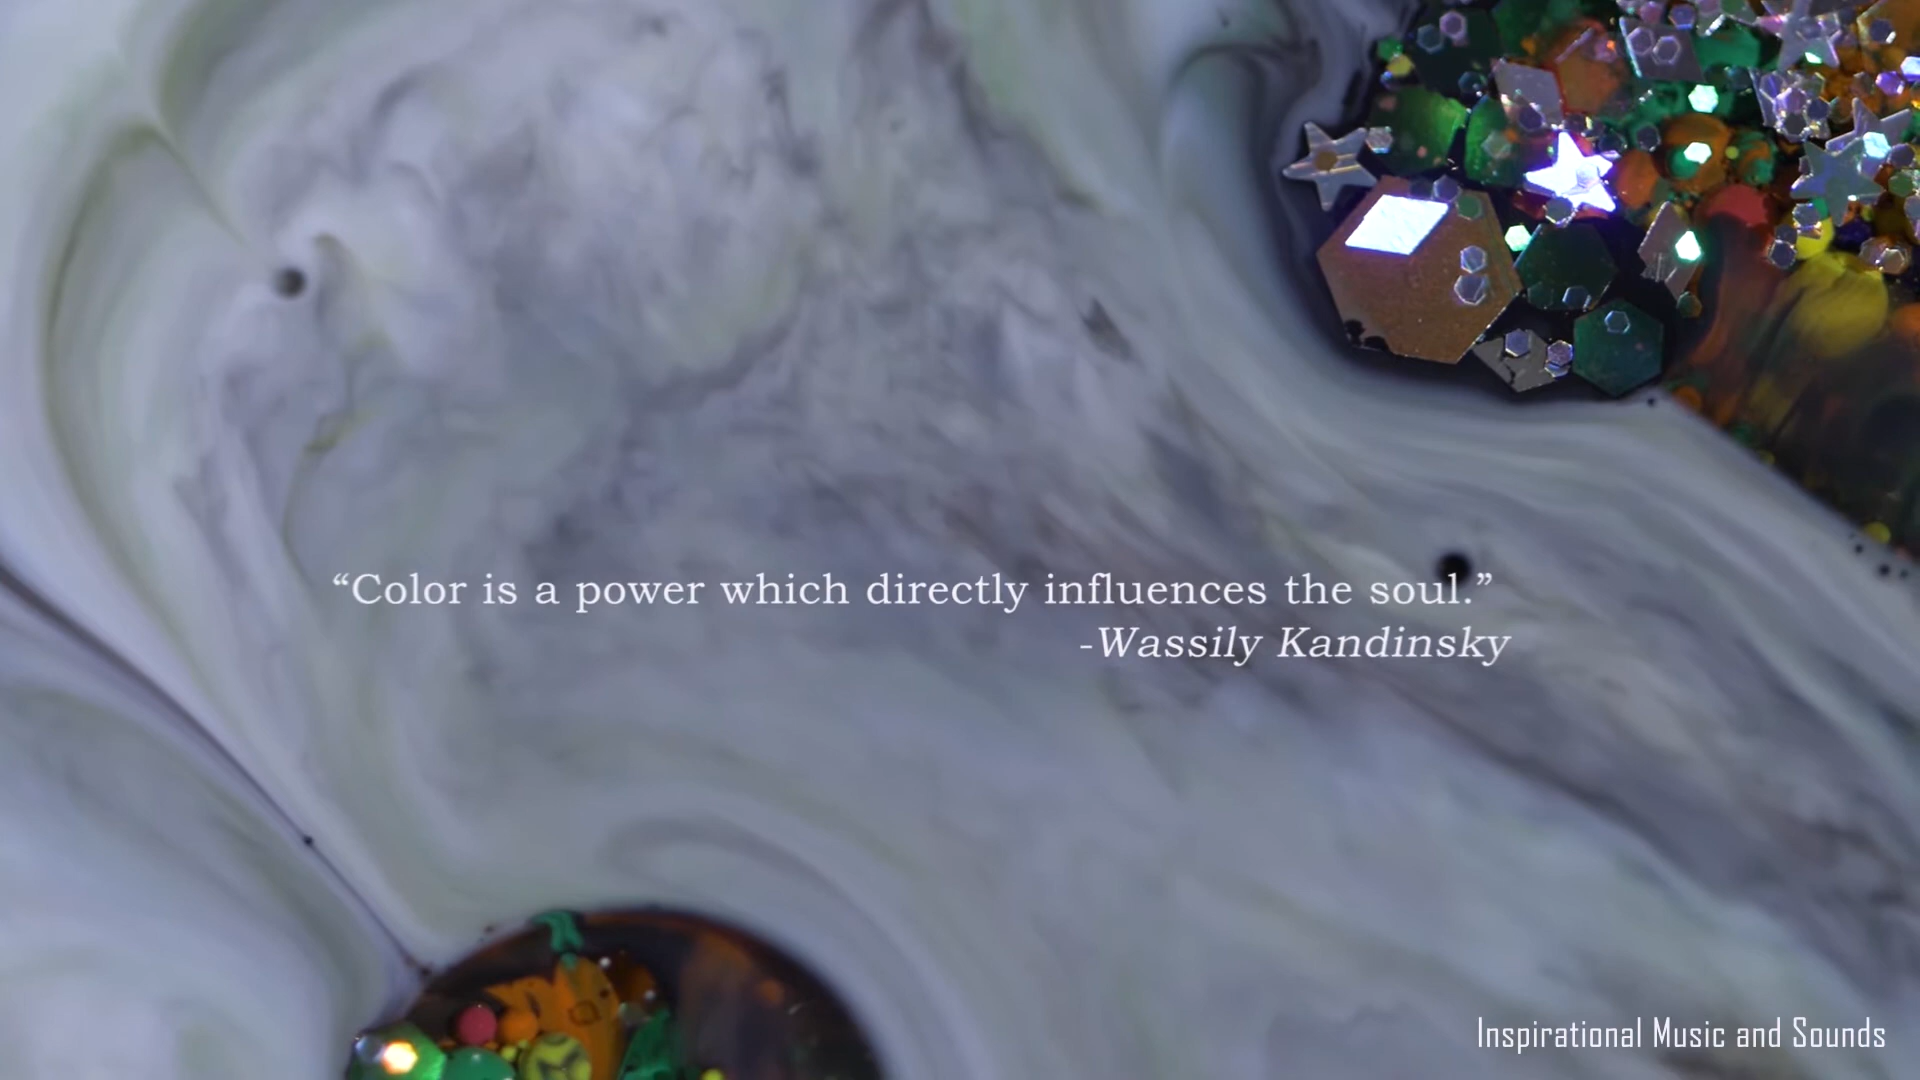 “Color is a power which directly influences the soul.”
-Wassily Kandinsky
Inspirational Music and Sounds